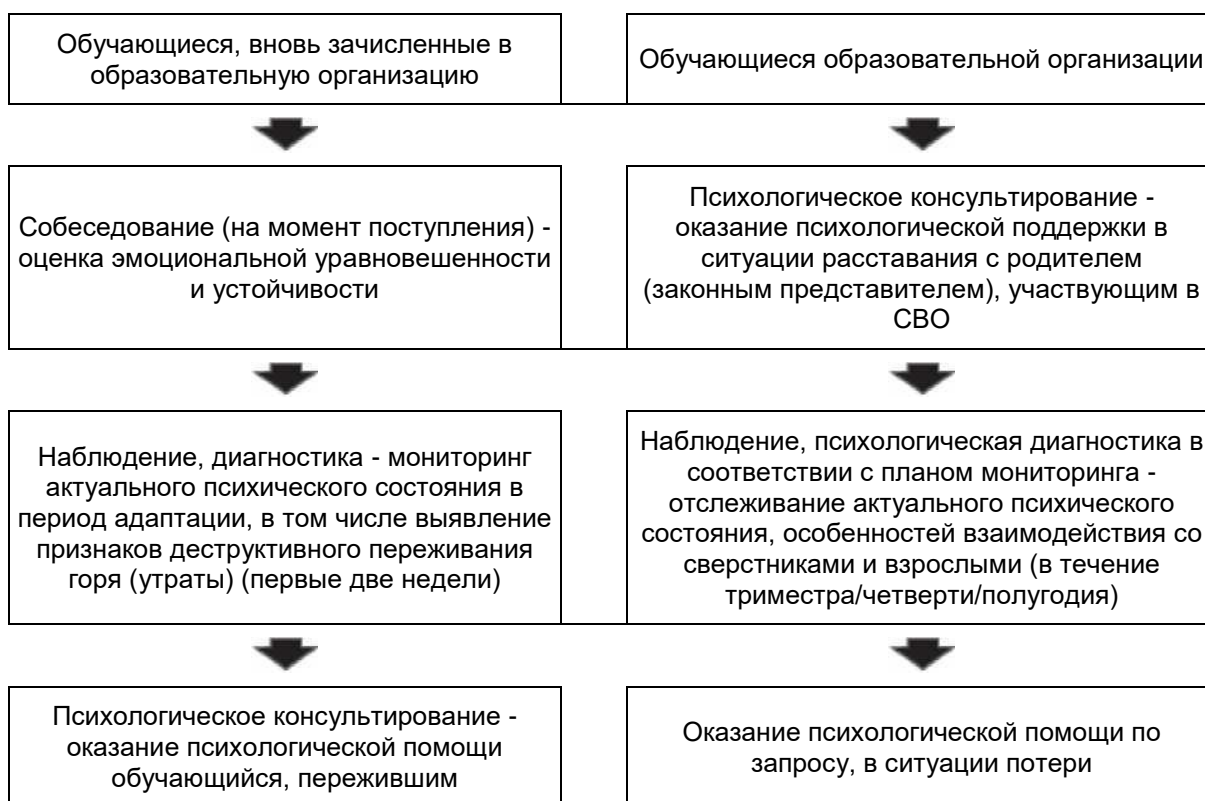 Обучающиеся, вновь зачисленные в
образовательную организацию
Обучающиеся образовательной организации
Собеседование (на момент поступления) -
оценка эмоциональной уравновешенности
и устойчивости
Психологическое консультирование -
оказание психологической поддержки в
ситуации расставания с родителем
(законным представителем), участвующим в
СВО
Наблюдение, диагностика - мониторинг
актуального психического состояния в
период адаптации, в том числе выявление
признаков деструктивного переживания
горя (утраты) (первые две недели)
Наблюдение, психологическая диагностика в
соответствии с планом мониторинга -
отслеживание актуального психического
состояния, особенностей взаимодействия со
сверстниками и взрослыми (в течение
триместра/четверти/полугодия)
Психологическое консультирование -
оказание психологической помощи
обучающийся, пережившим
Оказание психологической помощи по
запросу, в ситуации потери